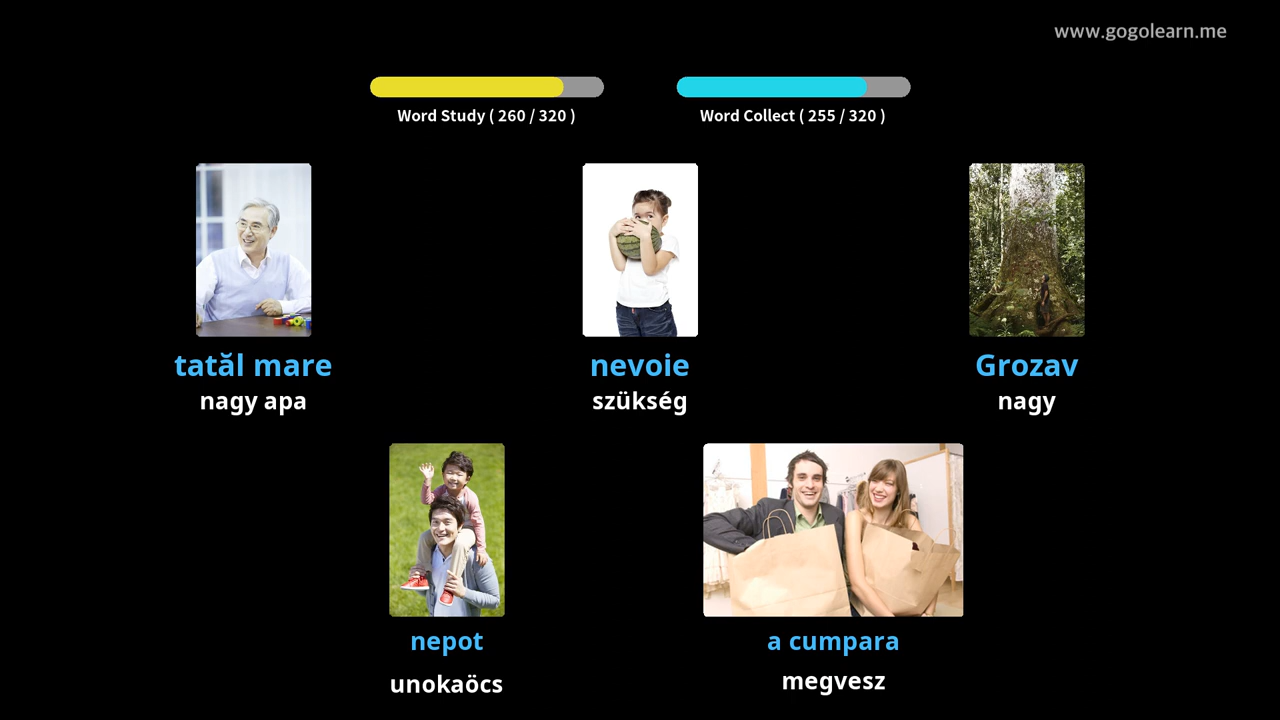 www.gogolearn.me
Word Study ( 260 / 320 )
Word Collect ( 255 / 320 )
tatăl mare
nagy apa
nevoie
szükség
Grozav
nagy
nepot
unokaöcs
a cumpara
megvesz